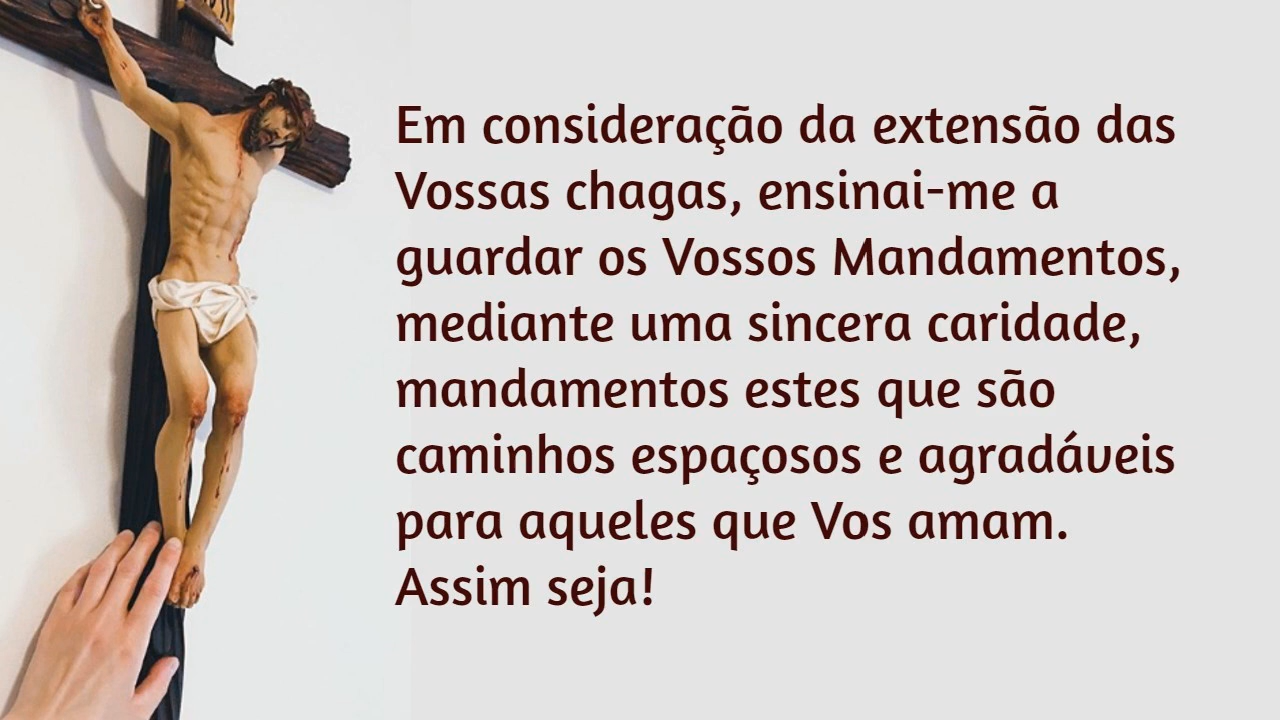 Em consideração da extensão das
Vossas chagas, ensinai-me a
guardar os Vossos Mandamentos,
mediante uma sincera caridade,
mandamentos estes que são
caminhos espaçosos e agradáveis
para aqueles que Vos amam.
Assim seja!